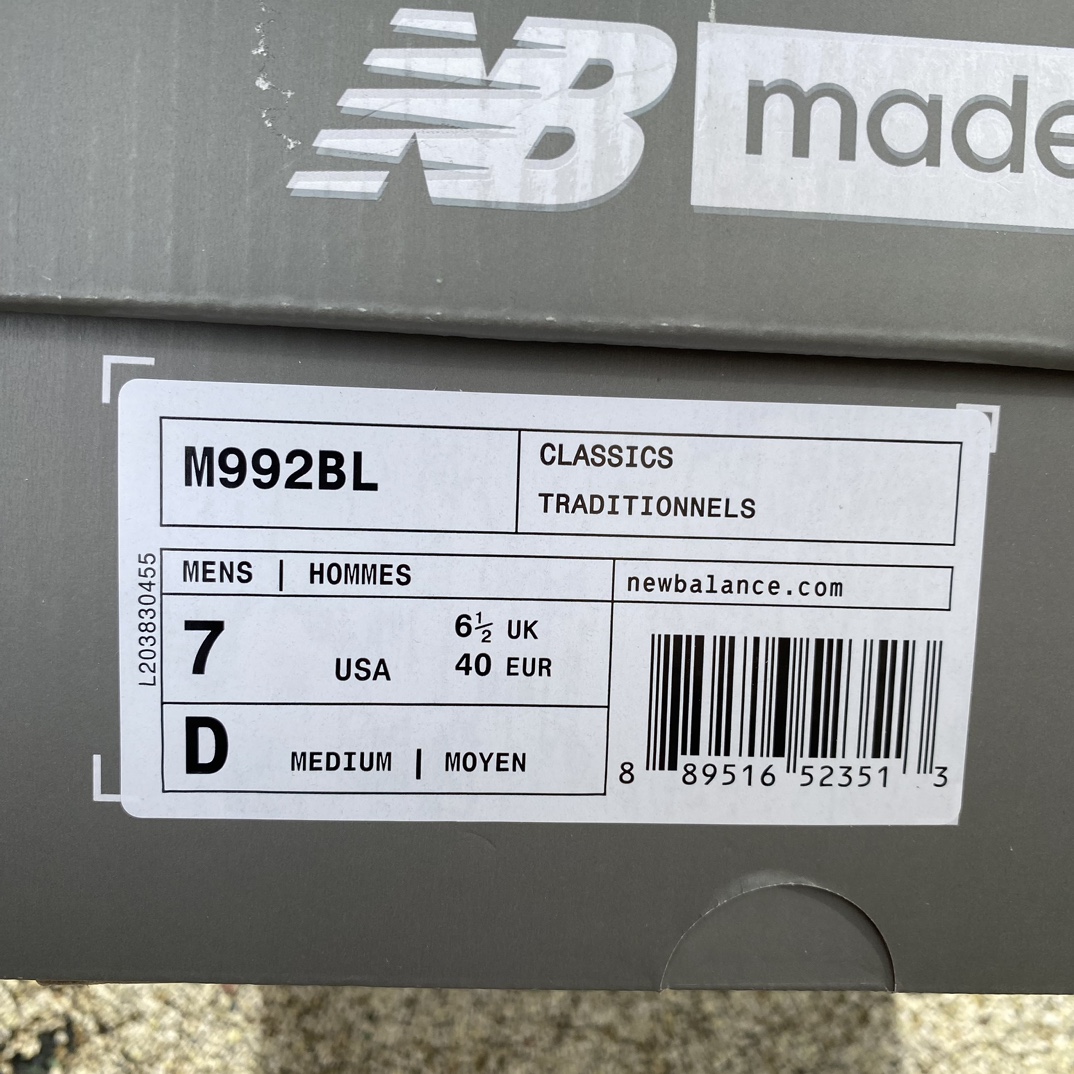 NB made
M992BL
CLASSICS
TRADITIONNELS
L203830455
MENS | HOMMES
newbalance.com
7 USA
6½ UK
40 EUR
D MEDIUM | MOYEN
8 89516 52351 3